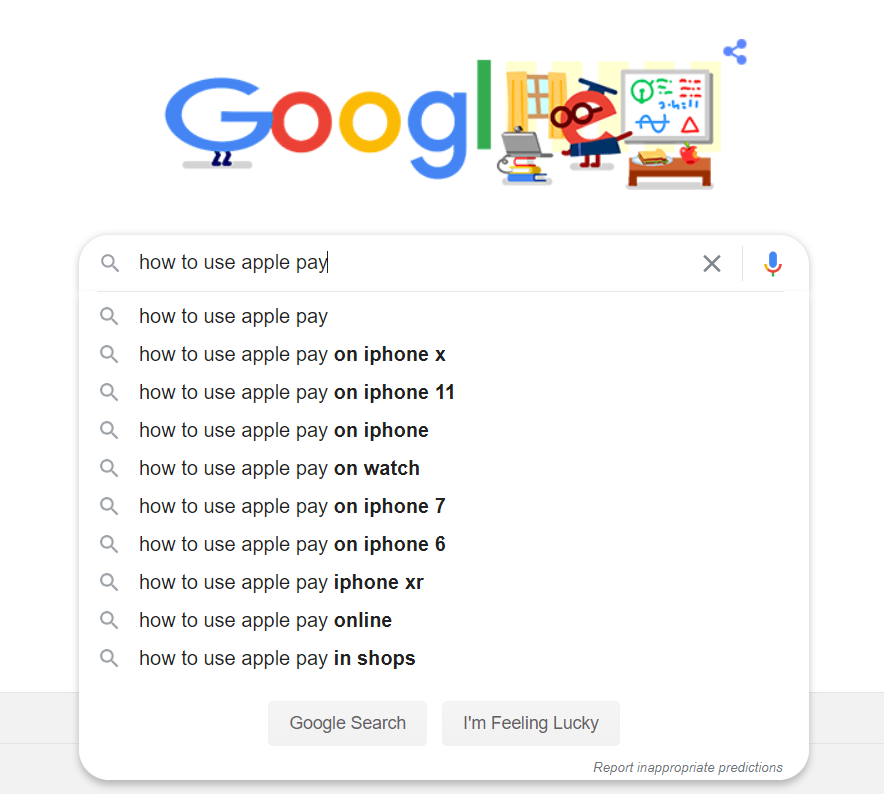 Google
how to use apple pay
how to use apple pay
how to use apple pay on iphone x
how to use apple pay on iphone 11
how to use apple pay on iphone
how to use apple pay on watch
how to use apple pay on iphone 7
how to use apple pay on iphone 6
how to use apple pay iphone xr
how to use apple pay online
how to use apple pay in shops
Google Search
I'm Feeling Lucky
Report inappropriate predictions